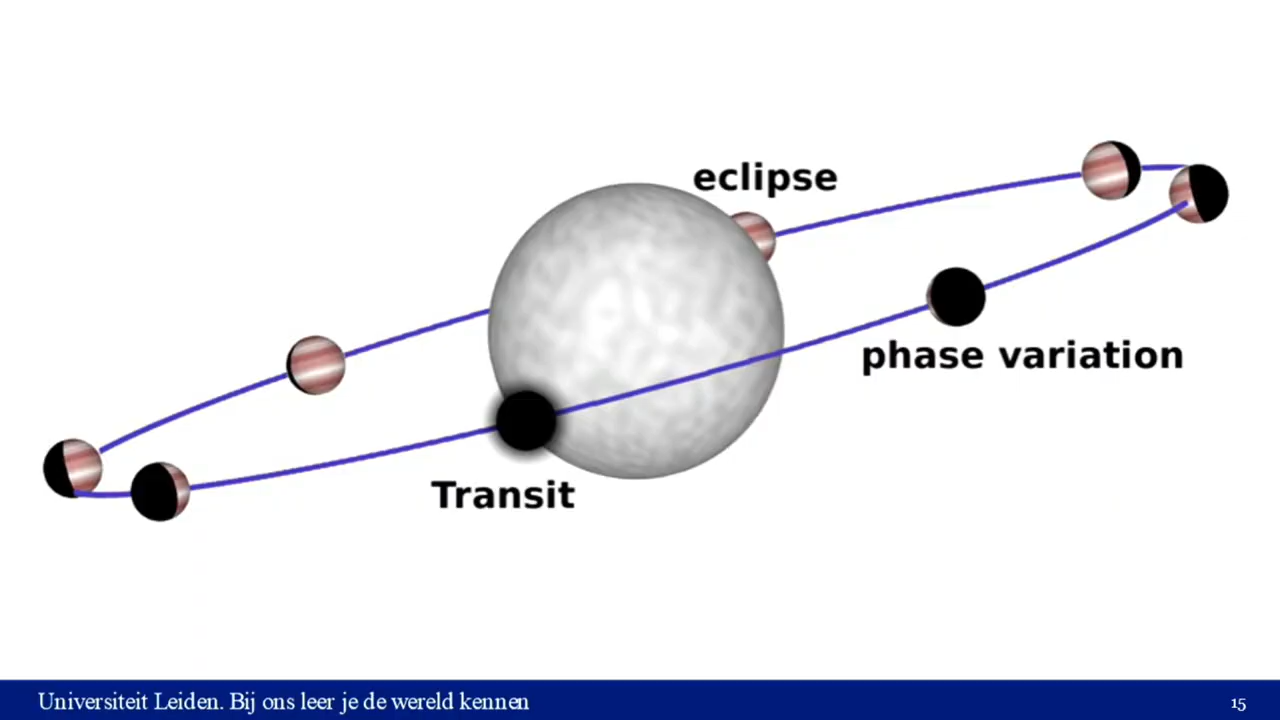 eclipse
phase variation
Transit
Universiteit Leiden. Bij ons leer je de wereld kennen
15